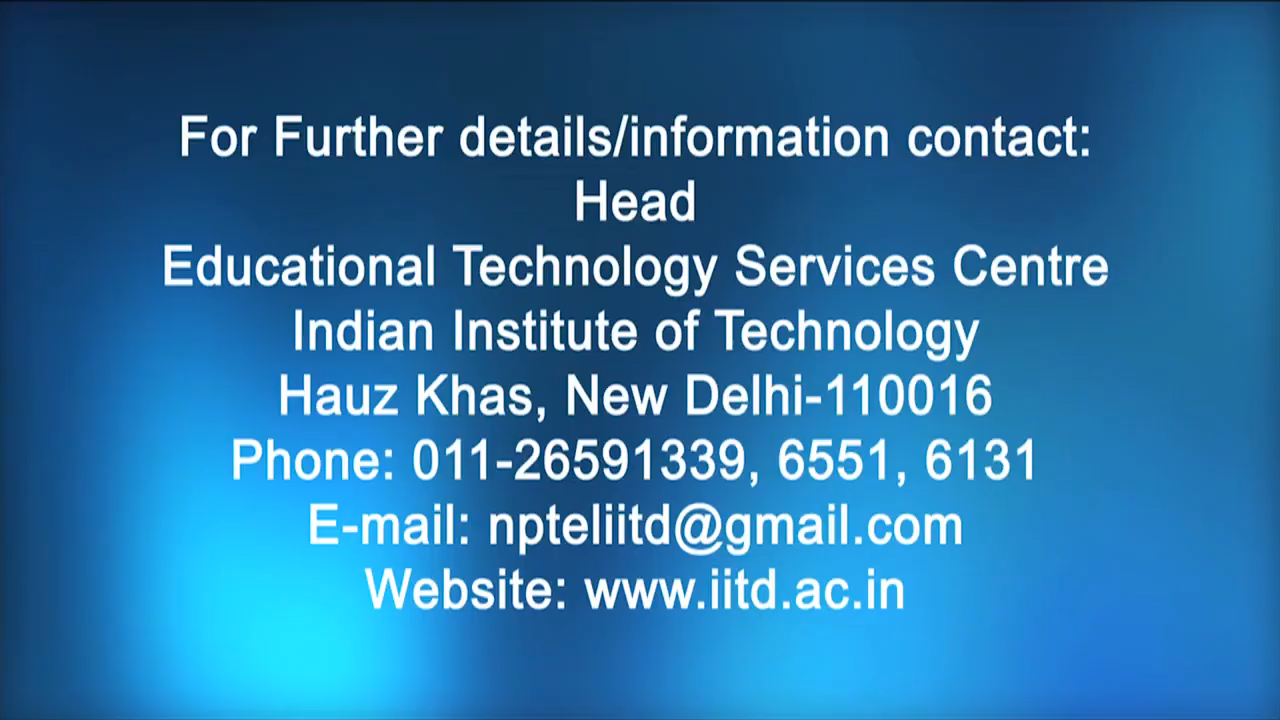 For Further details/information contact:
Head
Educational Technology Services Centre
Indian Institute of Technology
Hauz Khas, New Delhi-110016
Phone: 011-26591339, 6551, 6131
E-mail: npteliitd@gmail.com
Website: www.iitd.ac.in